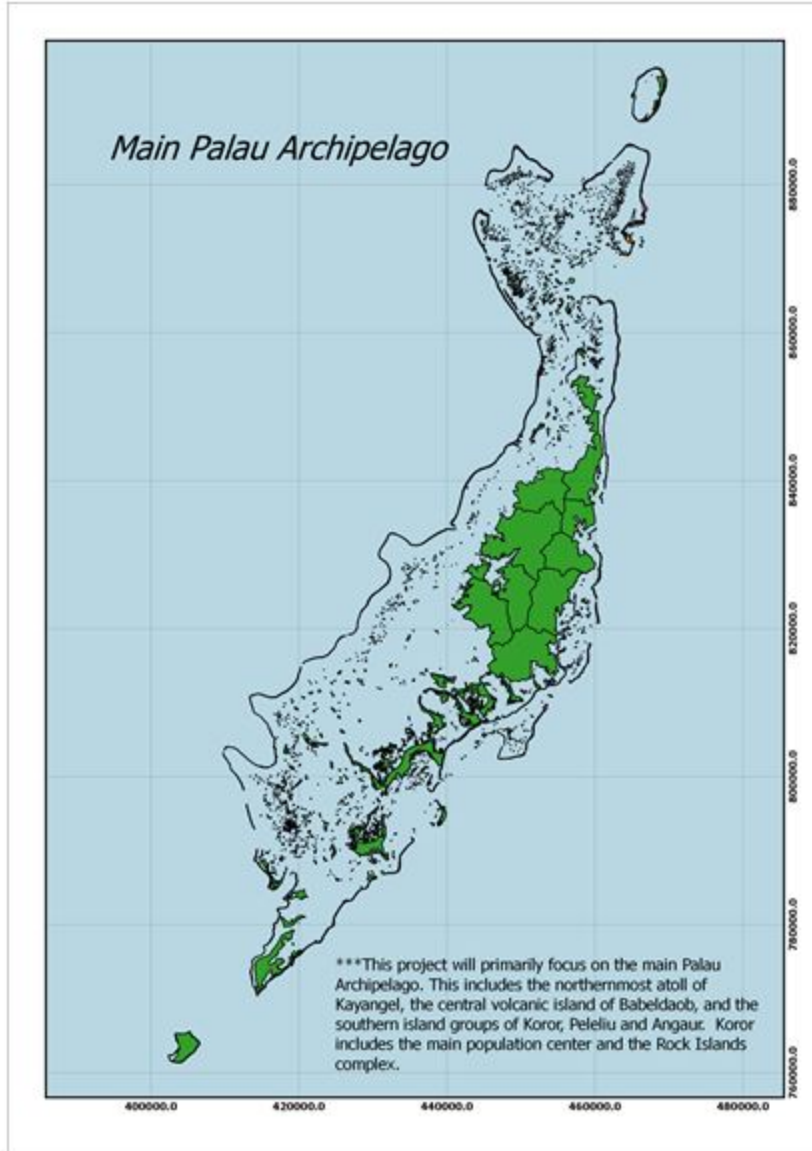 Main Palau Archipelago
880000.0
860000.0
840000.0
820000.0
800000.0
780000.0
760000.0
***This project will primarily focus on the main Palau
Archipelago. This includes the northernmost atoll of
Kayangel, the central volcanic island of Babeldaob, and the
southern island groups of Koror, Peleliu and Angaur. Koror
includes the main population center and the Rock Islands
complex.
400000.0
420000.0
440000.0
460000.0
480000.0